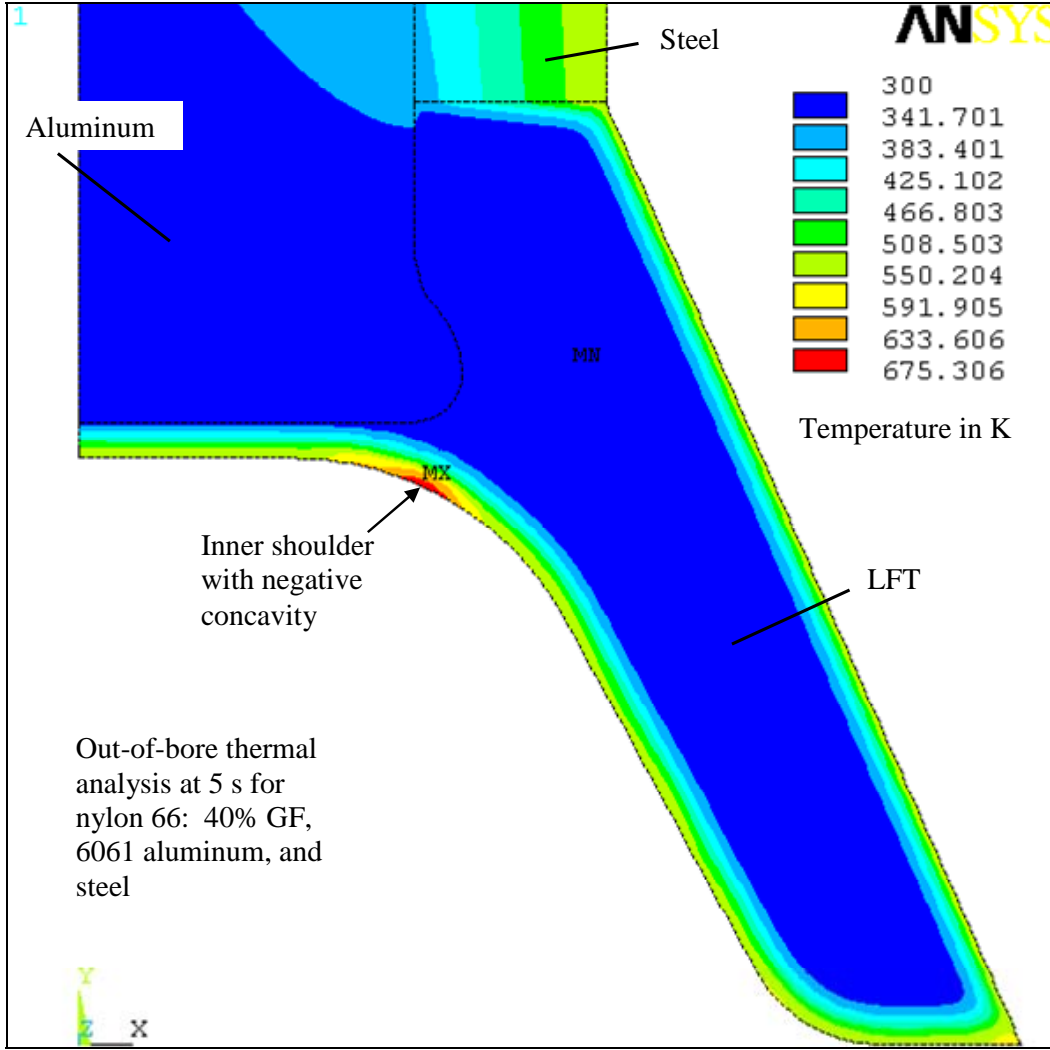 1
ANSYS
Steel
Aluminum
300
341.701
383.401
425.102
466.803
508.503
550.204
591.905
633.606
675.306
Temperature in K
MN
MX
Inner shoulder
with negative
concavity
LFT
Out-of-bore thermal
analysis at 5 s for
nylon 66: 40% GF,
6061 aluminum, and
steel
Y
Z X